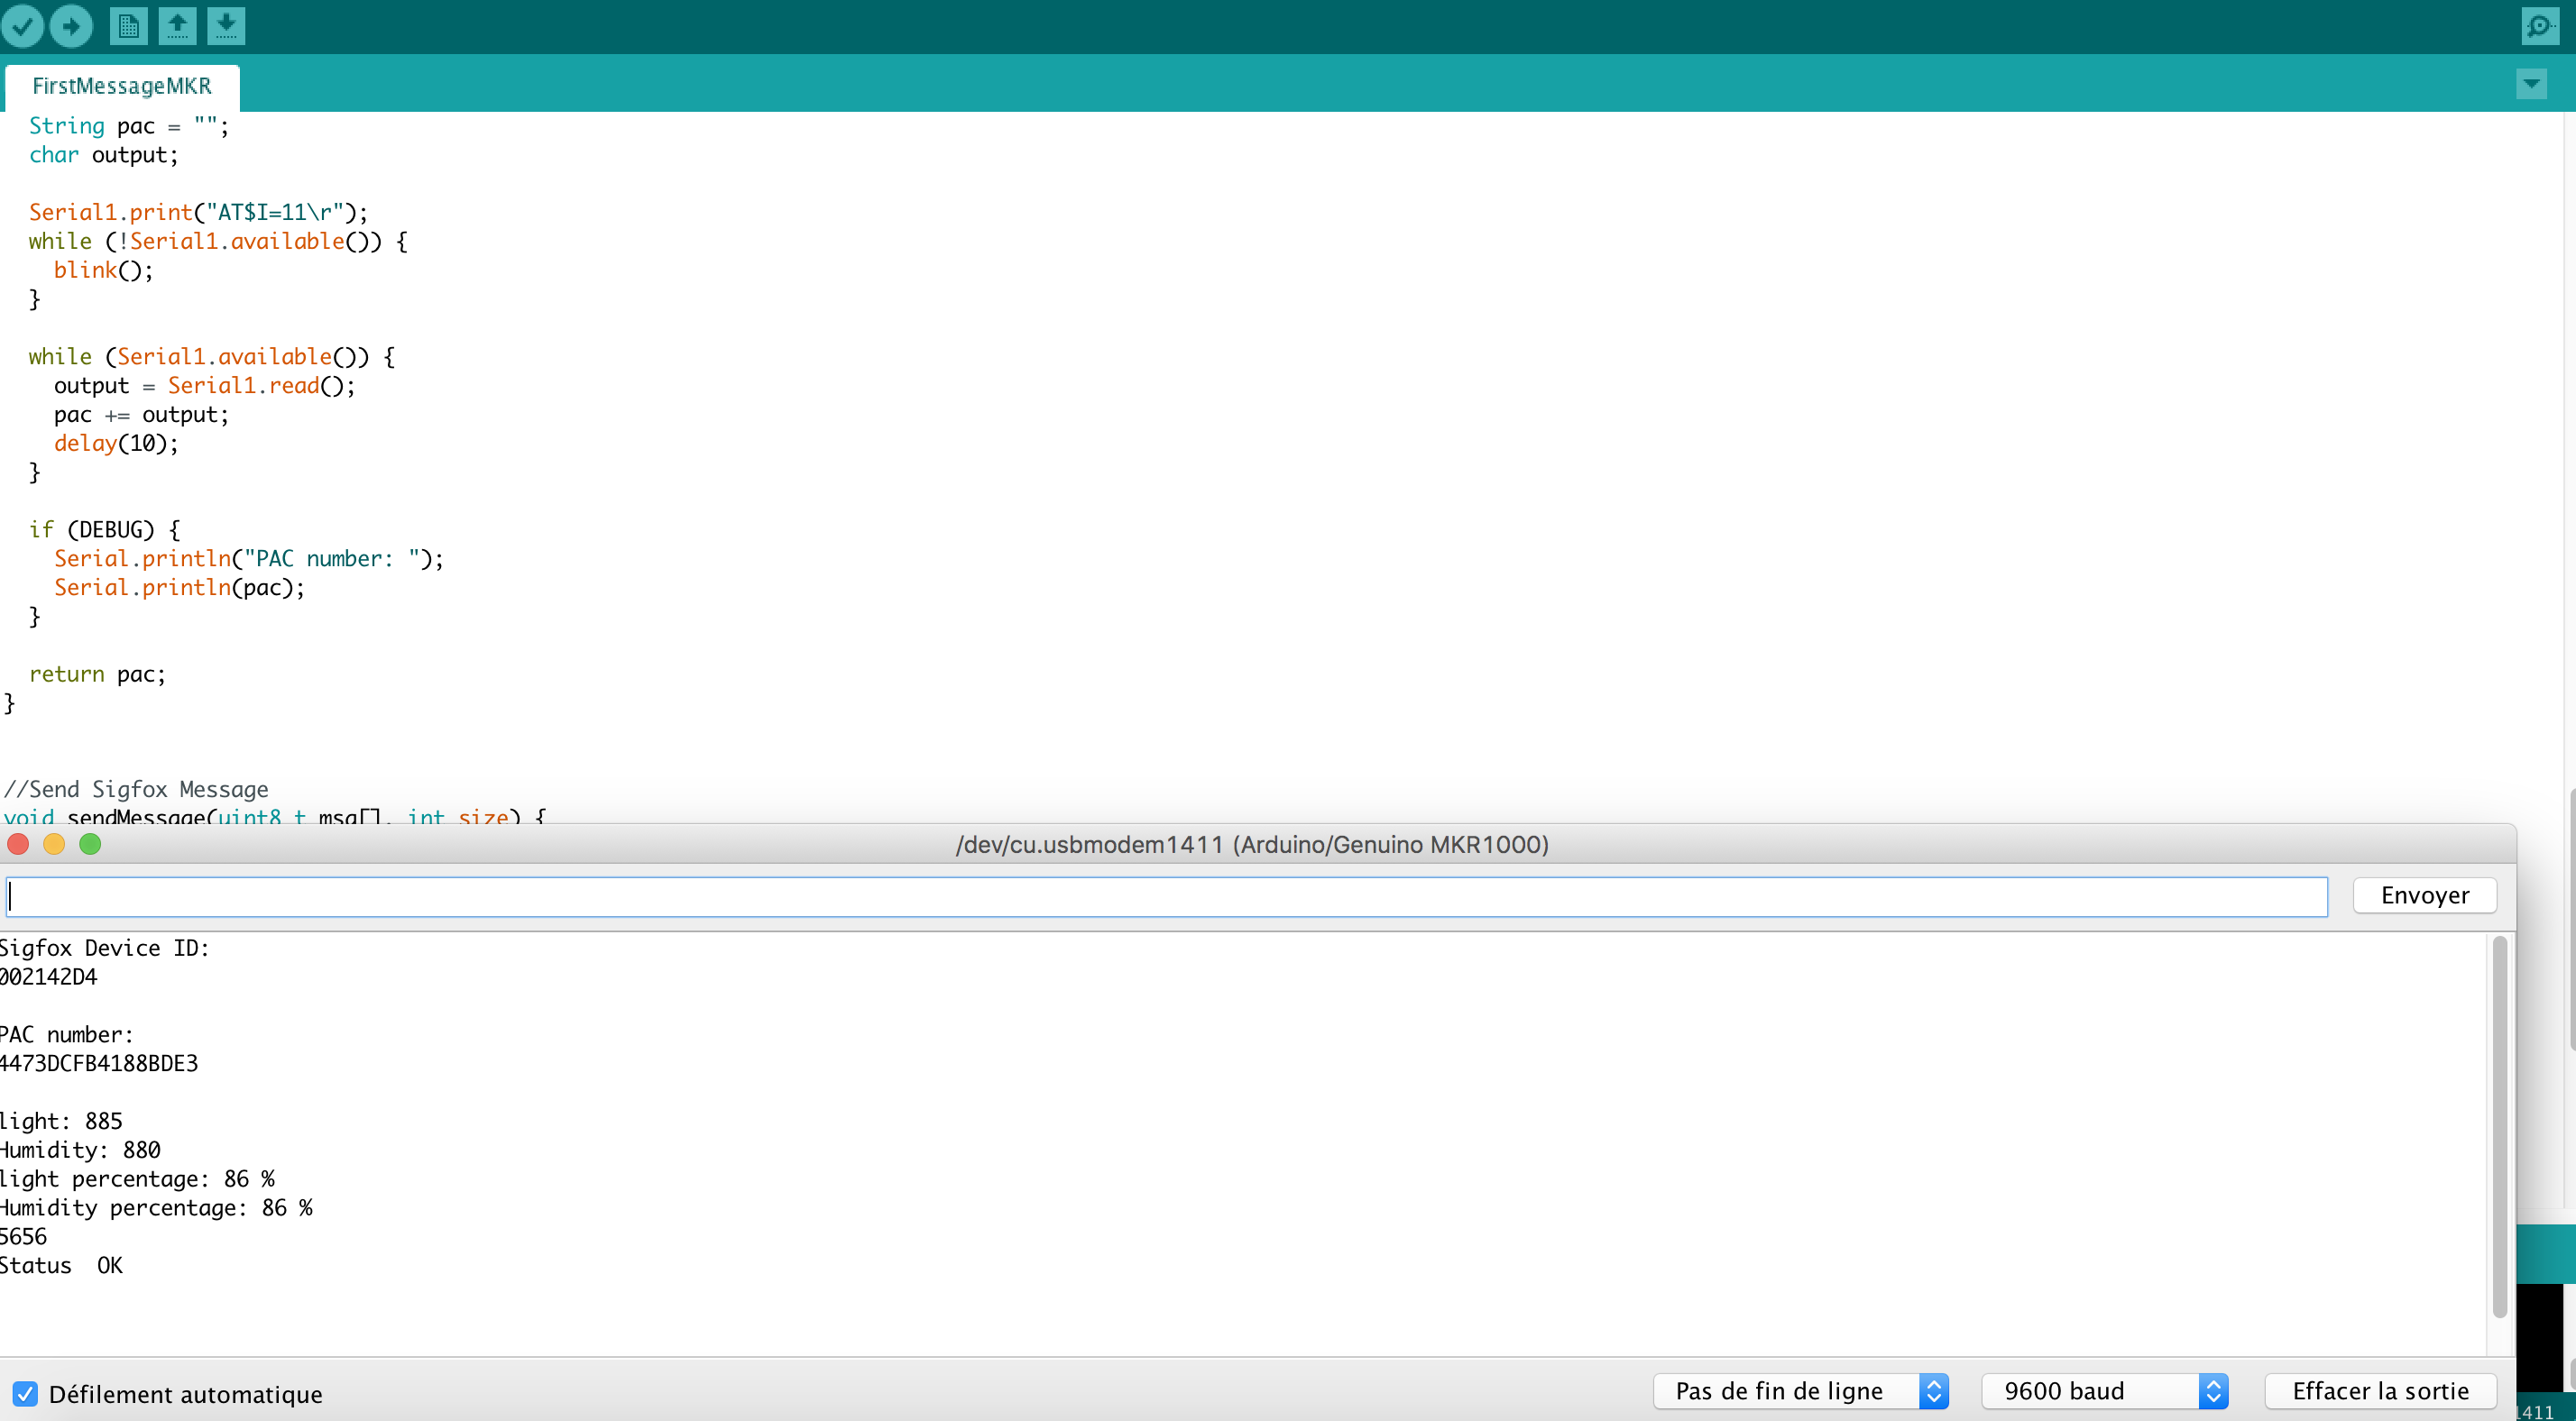 FirstMessageMKR
String pac = "";
char output;
Serial1.print("AT$I=11\r");
while (!Serial1.available()) {
blink();
}
while (Serial1.available()) {
output = Serial1.read();
pac += output;
delay(10);
}
if (DEBUG) {
Serial.println("PAC number: ");
Serial.println(pac);
}
return pac;
}
//Send Sigfox Message
void sendMessage(uint8_t msg[], int size) {
/dev/cu.usbmodem1411 (Arduino/Genuino MKR1000)
Envoyer
Sigfox Device ID:
002142D4
PAC number:
4473DCFB4188BDE3
light: 885
Humidity: 880
light percentage: 86 %
Humidity percentage: 86 %
5656
Status  OK
Défilement automatique
Pas de fin de ligne
9600 baud
Effacer la sortie
1411